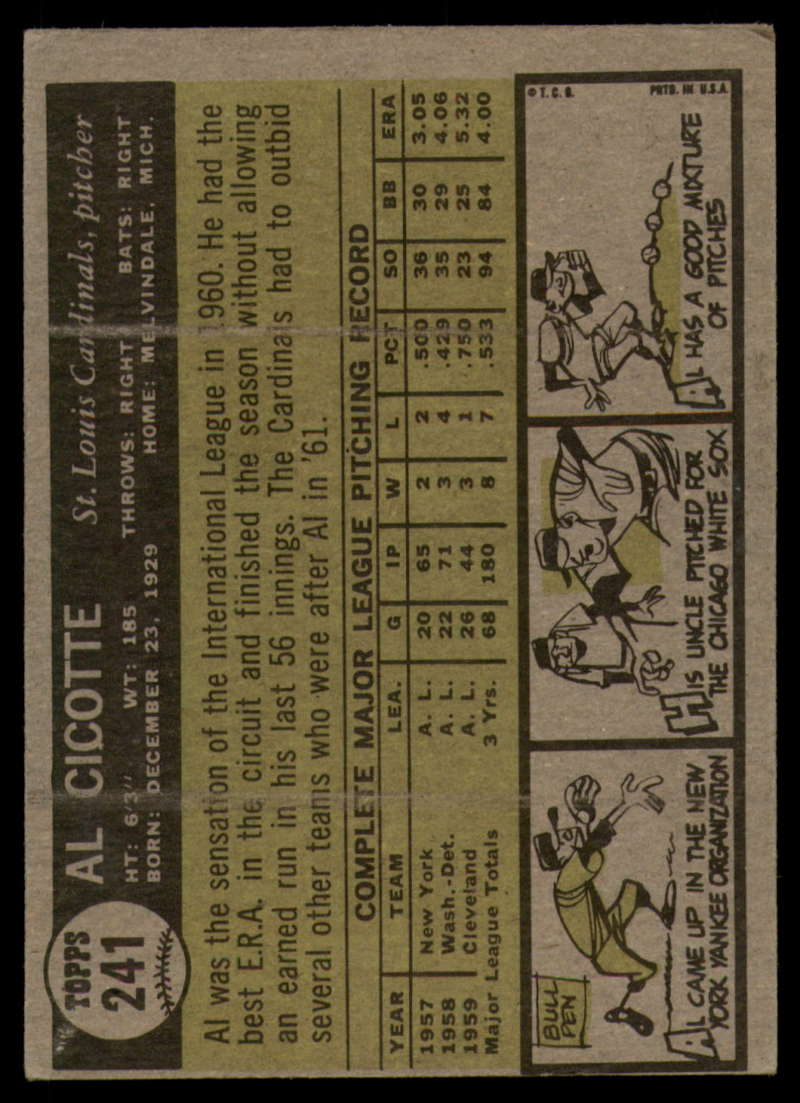 TOPPS
241
AL CICOTTE
St. Louis Cardinals, pitcher
HT: 6'3" WT: 185 THROWS: RIGHT BATS: RIGHT
BORN: DECEMBER 23, 1929 HOME: MELVINDALE, MICH.
Al was the sensation of the International League in 1960. He had the
best E.R.A. in the circuit and finished the season without allowing
an earned run in his last 56 innings. The Cardinals had to outbid
several other teams who were after Al in '61.
COMPLETE MAJOR LEAGUE PITCHING RECORD
YEAR TEAM LEA. G IP W L PCT SO BB ERA
1957 New York A. L. 20 65 2 2 .500 36 30 3.05
1958 Wash.-Det. A. L. 22 71 3 4 .429 35 29 4.06
1959 Cleveland A. L. 26 44 3 1 .750 23 25 5.32
Major League Totals 3 Yrs. 68 180 8 7 .533 94 84 4.00
BULL
PEN
AL CAME UP IN THE NEW
YORK YANKEE ORGANIZATION
HIS UNCLE PITCHED FOR
THE CHICAGO WHITE SOX
© T. C. G.
PRTD. IN U.S.A.
AL HAS A GOOD MIXTURE
OF PITCHES